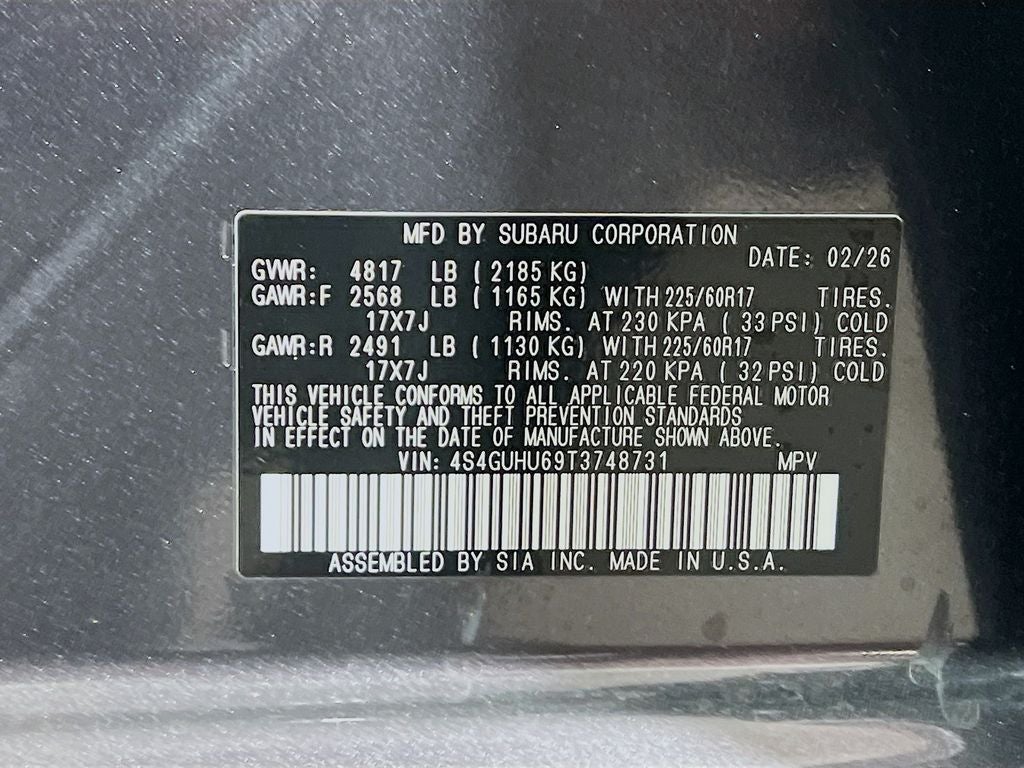 MFD BY SUBARU CORPORATION
DATE: 02/26
GVWR: 4817 LB ( 2185 KG)
GAWR:F 2568 LB ( 1165 KG) WITH 225/60R17 TIRES.
17X7J RIMS. AT 230 KPA ( 33 PSI) COLD
GAWR:R 2491 LB ( 1130 KG) WITH 225/60R17 TIRES.
17X7J RIMS. AT 220 KPA ( 32 PSI) COLD
THIS VEHICLE CONFORMS TO ALL APPLICABLE FEDERAL MOTOR
VEHICLE SAFETY AND THEFT PREVENTION STANDARDS
IN EFFECT ON THE DATE OF MANUFACTURE SHOWN ABOVE.
VIN: 4S4GUHU69T3748731 MPV
ASSEMBLED BY SIA INC. MADE IN U.S.A.